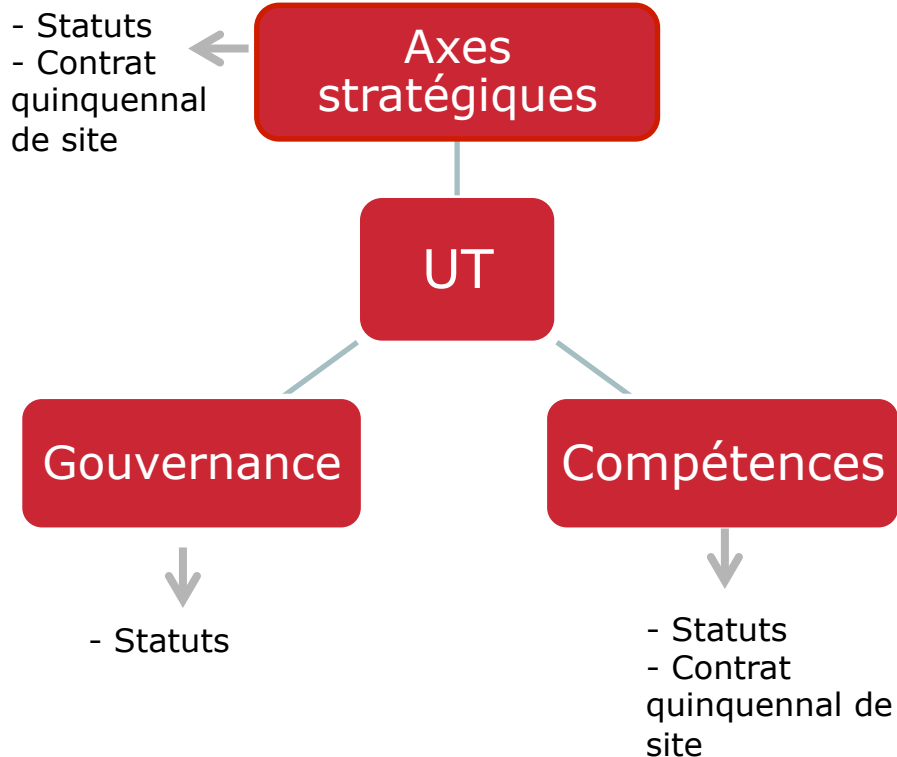 - Statuts
- Contrat
quinquennal
de site
Axes
stratégiques
UT
Gouvernance
Compétences
- Statuts
- Statuts
- Contrat
quinquennal de
site